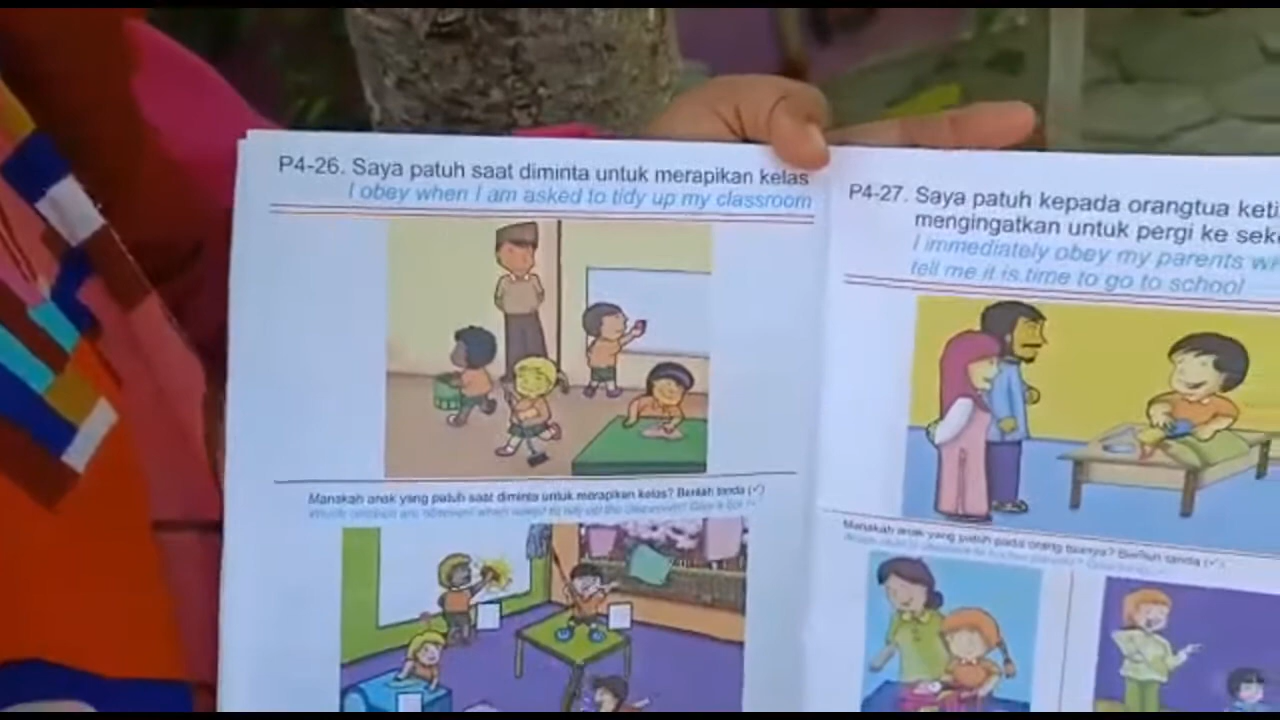 P4-26. Saya patuh saat diminta untuk merapikan kelas
I obey when I am asked to tidy up my classroom
Manakah anak yang patuh saat diminta untuk merapikan kelas? Berilah tanda (✓)
P4-27. Saya patuh kepada orangtua keti
mengingatkan untuk pergi ke sek
I immediately obey my parents w
tell me it is time to go to school
Manakah anak yang patuh pada orang tuanya? Berilah tanda (✓)